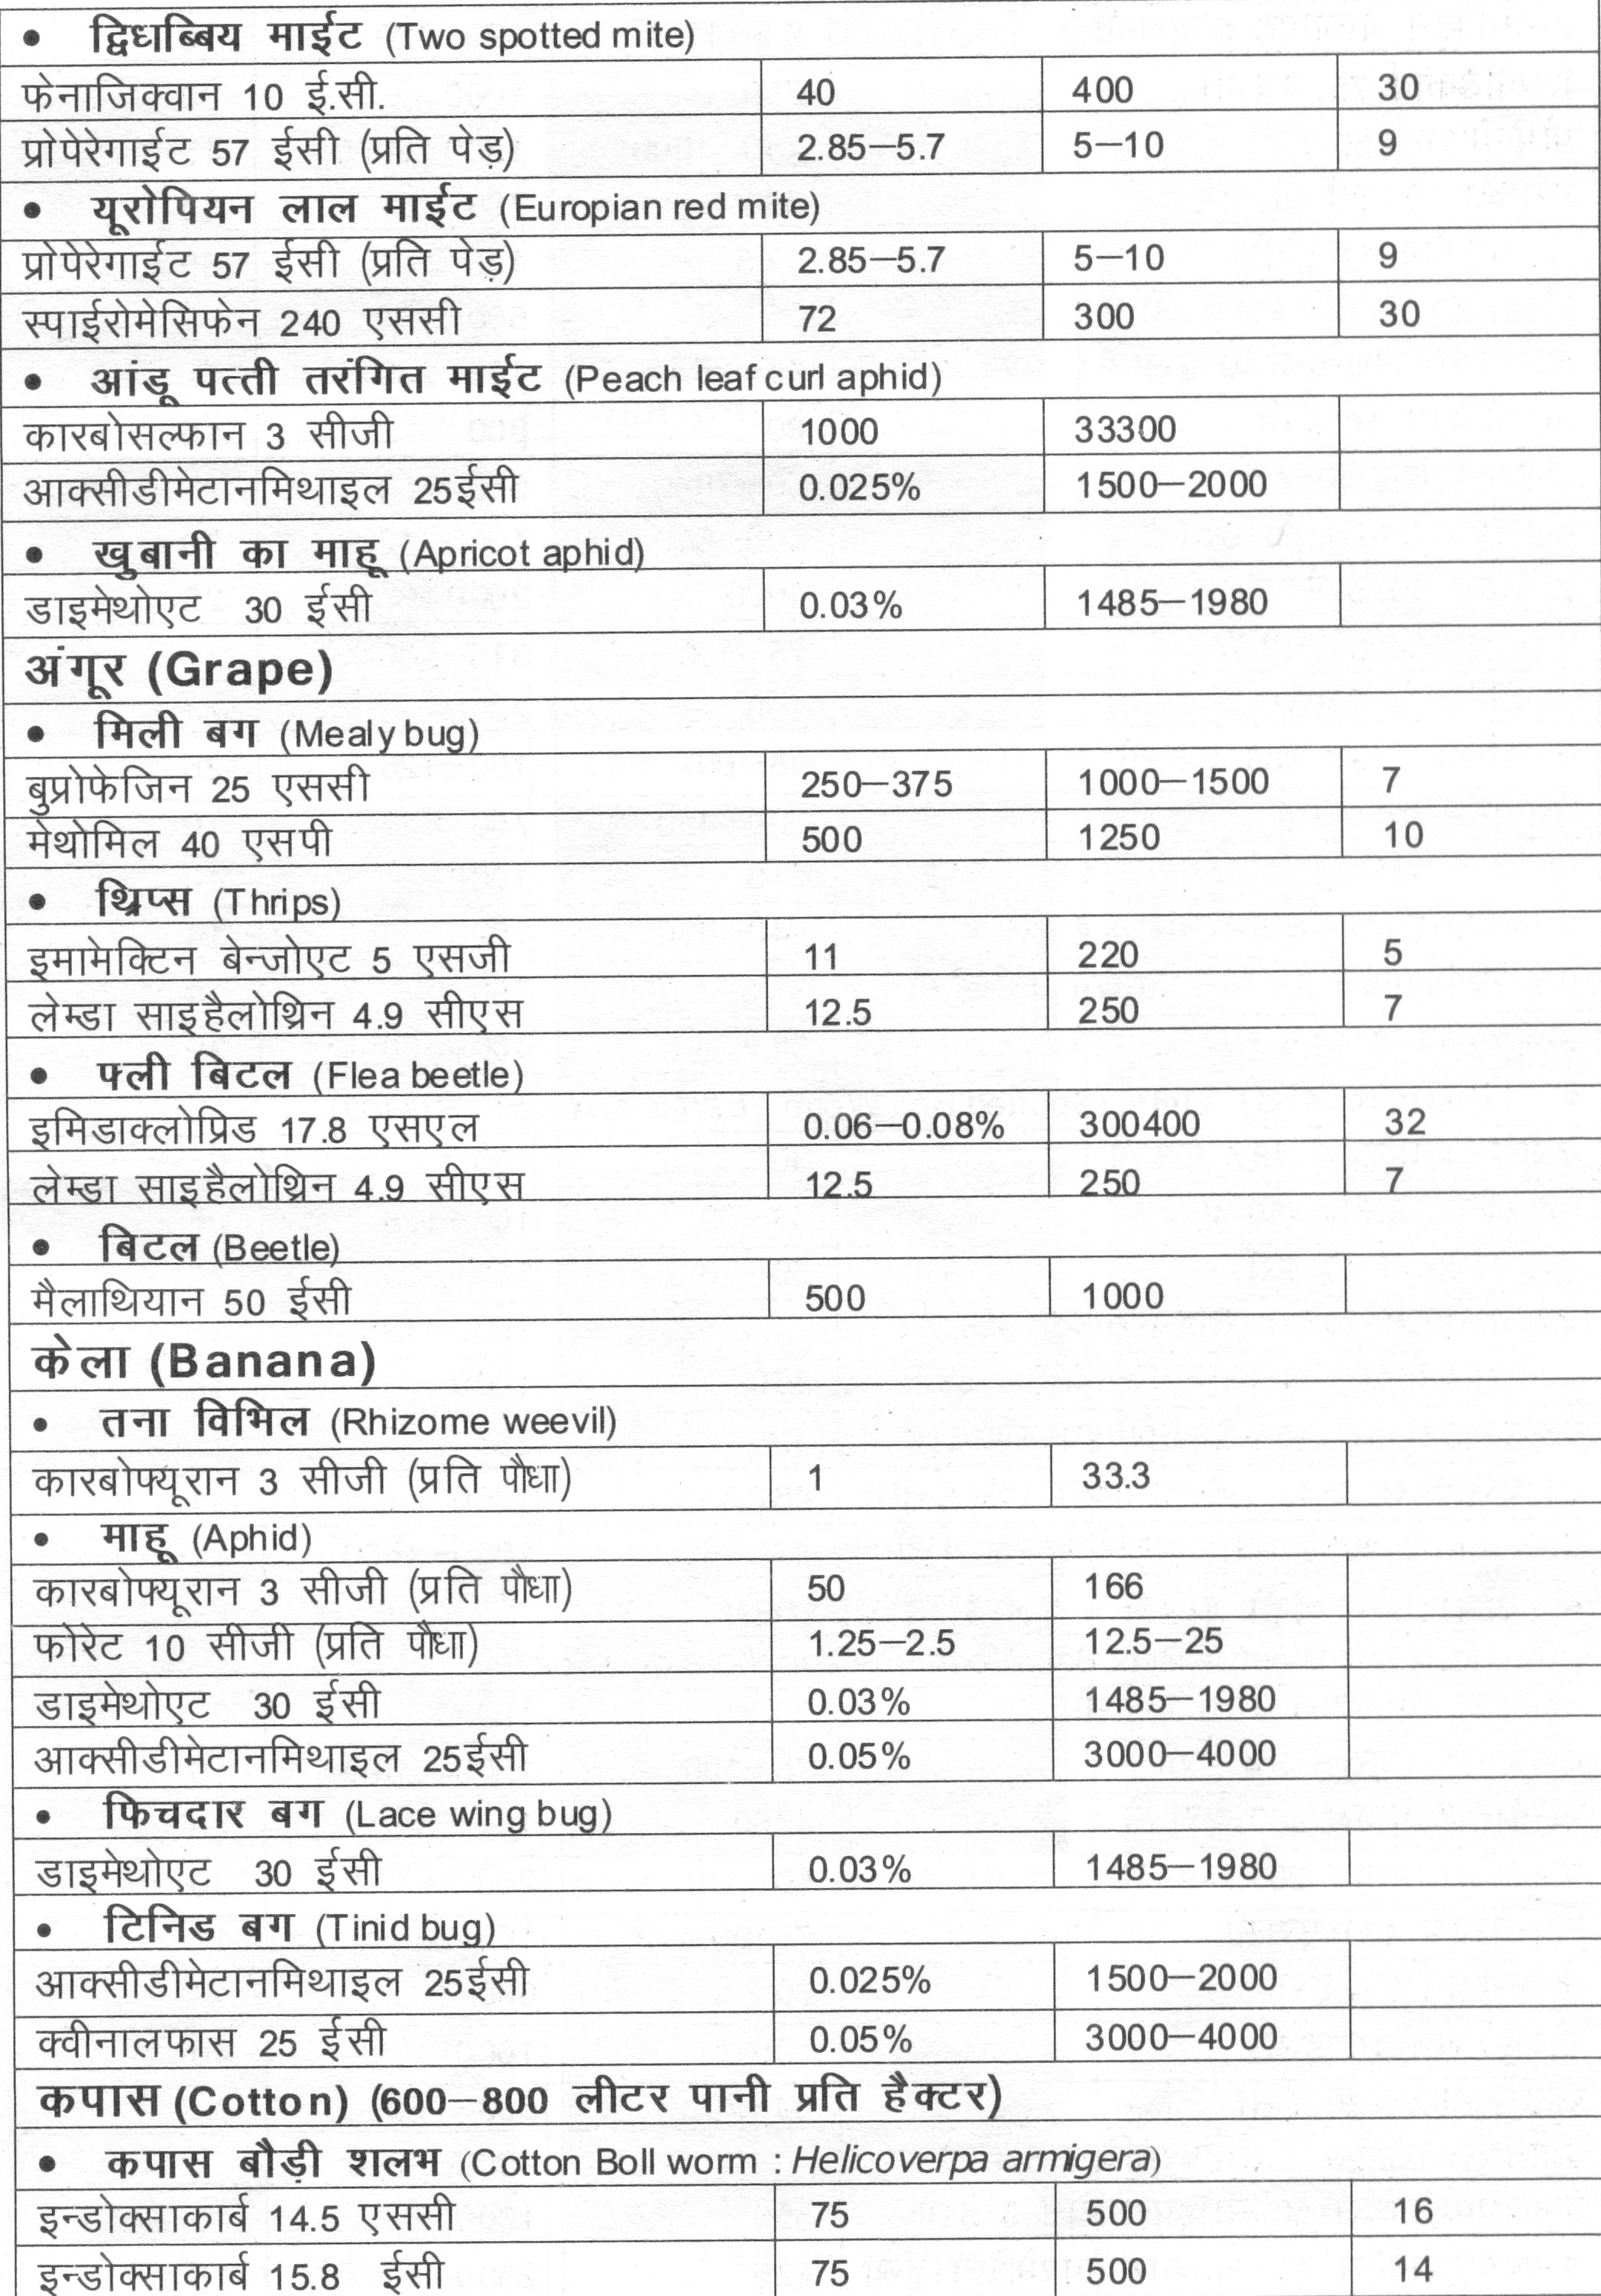 • द्विधब्बिय माईट (Two spotted mite)
फेनाजिक्वान 10 ई.सी. 40 400 30
प्रोपेरेगाईट 57 ईसी (प्रति पेड़) 2.85–5.7 5–10 9
• यूरोपियन लाल माईट (Europian red mite)
प्रोपेरेगाईट 57 ईसी (प्रति पेड़) 2.85–5.7 5–10 9
स्पाईरोमेसिफेन 240 एससी 72 300 30
• आंडू पत्ती तरंगित माईट (Peach leaf curl aphid)
कारबोसल्फान 3 सीजी 1000 33300
आक्सीडीमेटानमिथाइल 25ईसी 0.025% 1500–2000
• खुबानी का माहू (Apricot aphid)
डाइमेथोएट 30 ईसी 0.03% 1485–1980
अंगूर (Grape)
• मिली बग (Mealy bug)
बुप्रोफेजिन 25 एससी 250–375 1000–1500 7
मेथोमिल 40 एसपी 500 1250 10
• थ्रिप्स (Thrips)
इमामेक्टिन बेन्जोएट 5 एसजी 11 220 5
लेम्डा साइहैलोथ्रिन 4.9 सीएस 12.5 250 7
• फ्ली बिटल (Flea beetle)
इमिडाक्लोप्रिड 17.8 एसएल 0.06–0.08% 300400 32
लेम्डा साइहैलोथ्रिन 4.9 सीएस 12.5 250 7
• बिटल (Beetle)
मैलाथियान 50 ईसी 500 1000
केला (Banana)
• तना विभिल (Rhizome weevil)
कारबोफ्यूरान 3 सीजी (प्रति पौधा) 1 33.3
• माहू (Aphid)
कारबोफ्यूरान 3 सीजी (प्रति पौधा) 50 166
फोरेट 10 सीजी (प्रति पौधा) 1.25–2.5 12.5–25
डाइमेथोएट 30 ईसी 0.03% 1485–1980
आक्सीडीमेटानमिथाइल 25ईसी 0.05% 3000–4000
• फिचदार बग (Lace wing bug)
डाइमेथोएट 30 ईसी 0.03% 1485–1980
• टिनिड बग (Tinid bug)
आक्सीडीमेटानमिथाइल 25ईसी 0.025% 1500–2000
क्वीनालफास 25 ईसी 0.05% 3000–4000
कपास (Cotton) (600–800 लीटर पानी प्रति हैक्टर)
• कपास बौड़ी शलभ (Cotton Boll worm : Helicoverpa armigera)
इन्डोक्साकार्ब 14.5 एससी 75 500 16
इन्डोक्साकार्ब 15.8 ईसी 75 500 14